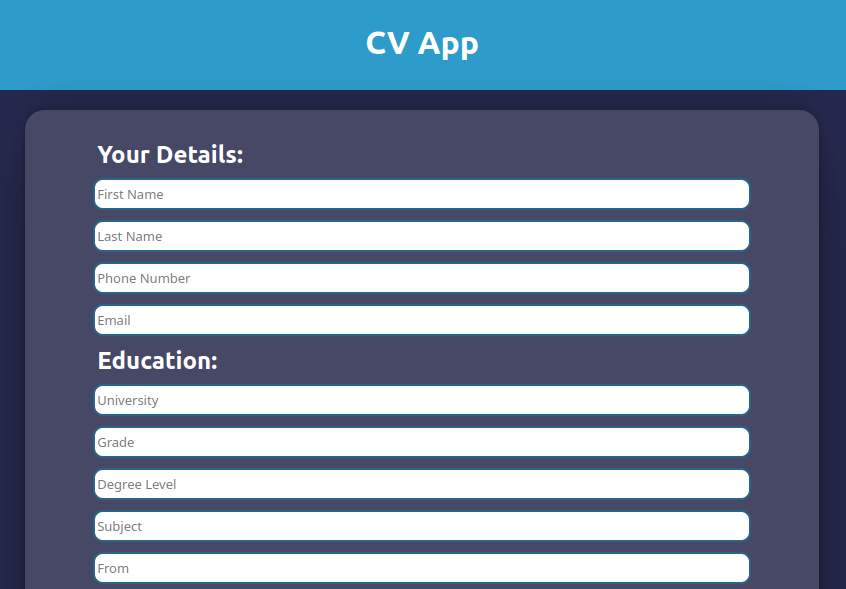 CV App
Your Details:
First Name
Last Name
Phone Number
Email
Education:
University
Grade
Degree Level
Subject
From